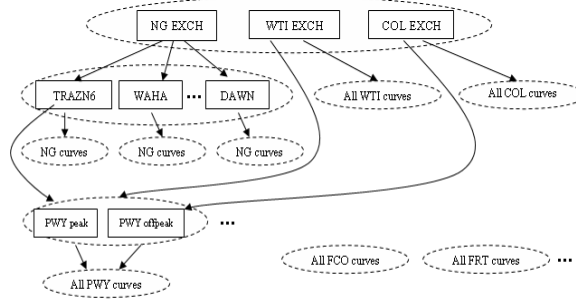 NG EXCH WTI EXCH COL EXCH
TRAZN6 WAHA ... DAWN All WTI curves All COL curves
NG curves NG curves NG curves
PWY peak PWY offpeak ...
All PWY curves All FCO curves All FRT curves ...